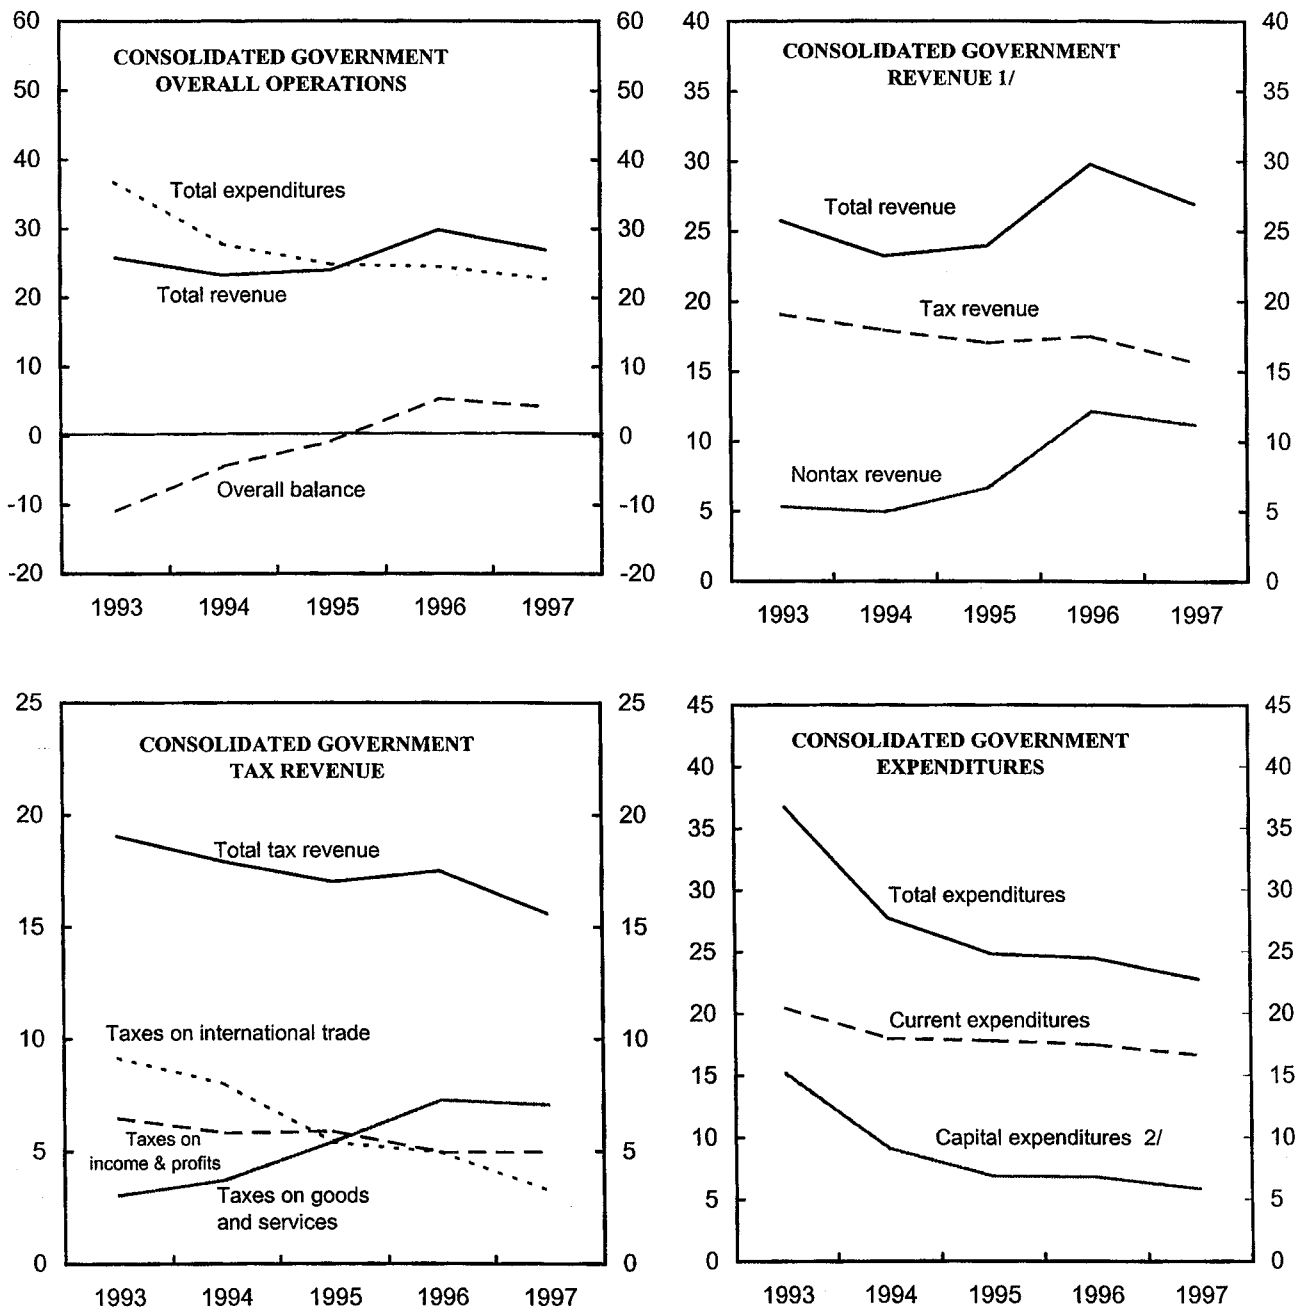 CONSOLIDATED GOVERNMENT
OVERALL OPERATIONS
60 60
50 50
40 40
30 30
20 20
10 10
0 0
-10 -10
-20 -20
Total expenditures
Total revenue
Overall balance
1993 1994 1995 1996 1997
CONSOLIDATED GOVERNMENT
REVENUE 1/
40 40
35 35
30 30
25 25
20 20
15 15
10 10
5 5
0 0
Total revenue
Tax revenue
Nontax revenue
1993 1994 1995 1996 1997
CONSOLIDATED GOVERNMENT
TAX REVENUE
25 25
20 20
15 15
10 10
5 5
0 0
Total tax revenue
Taxes on international trade
Taxes on
income & profits
Taxes on goods
and services
1993 1994 1995 1996 1997
CONSOLIDATED GOVERNMENT
EXPENDITURES
45 45
40 40
35 35
30 30
25 25
20 20
15 15
10 10
5 5
0 0
Total expenditures
Current expenditures
Capital expenditures 2/
1993 1994 1995 1996 1997